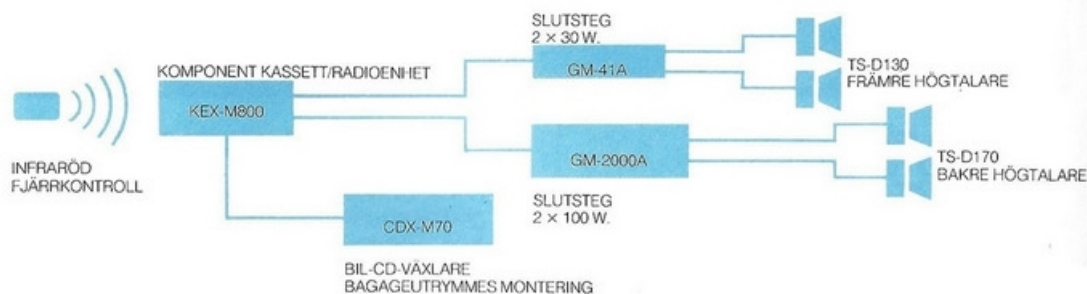 INFRARÖD
FJÄRRKONTROLL
KOMPONENT KASSETT/RADIOENHET
KEX-M800
CDX-M70
BIL-CD-VÄXLARE
BAGAGEUTRYMMES MONTERING
SLUTSTEG
2 × 30 W.
GM-41A
GM-2000A
SLUTSTEG
2 × 100 W.
TS-D130
FRÄMRE HÖGTALARE
TS-D170
BAKRE HÖGTALARE